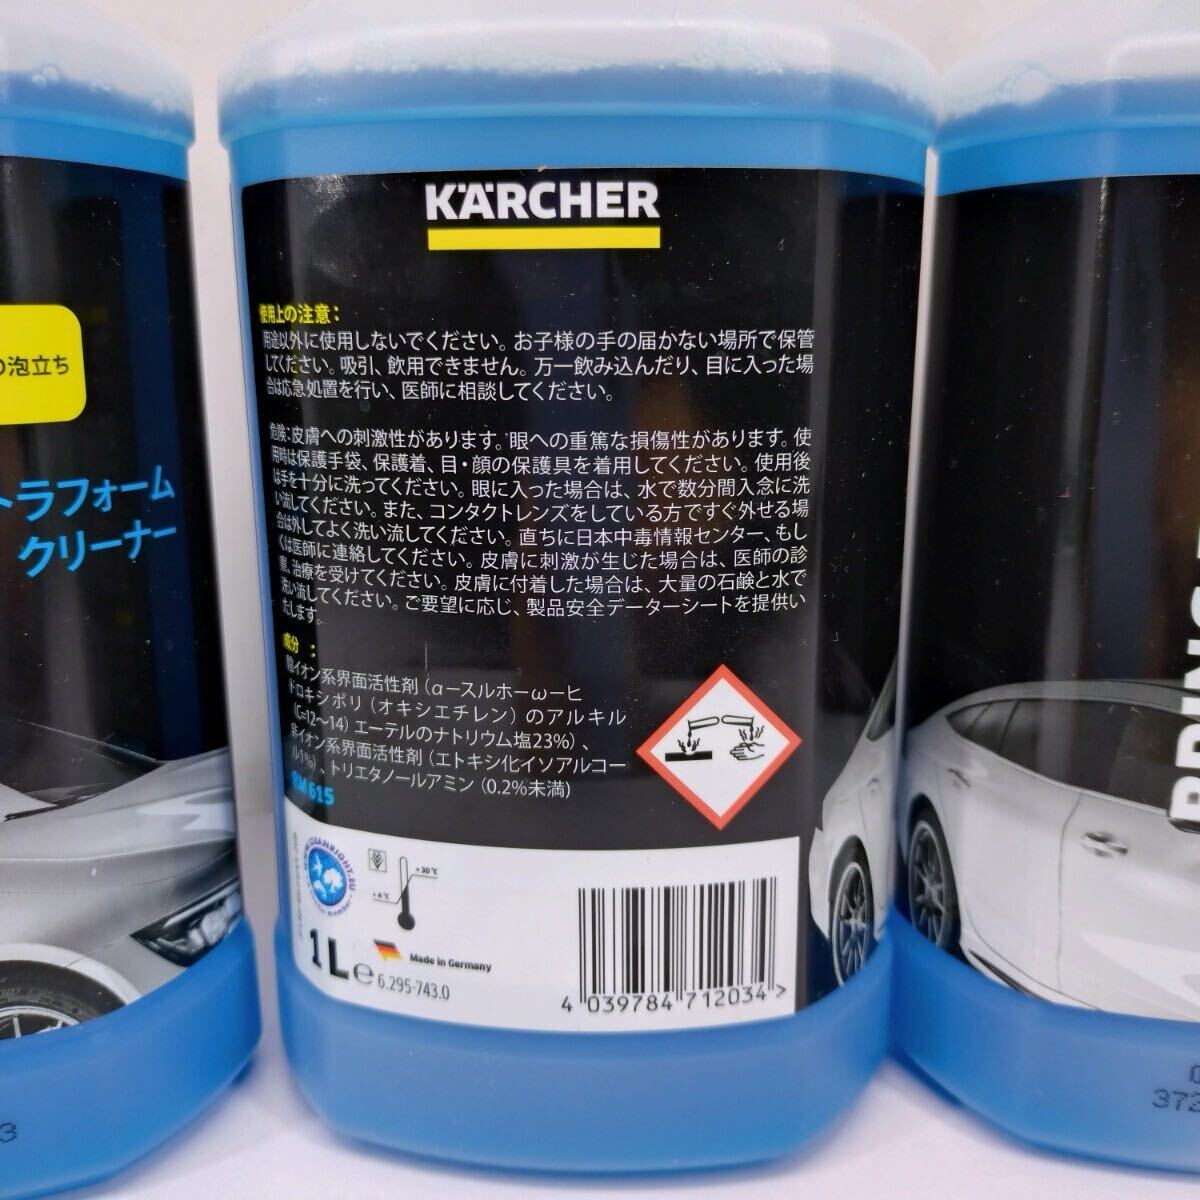 KÄRCHER
使用上の注意：
用途以外に使用しないでください。お子様の手の届かない場所で保管
してください。吸引、飲用できません。万一飲み込んだり、目に入った場
合は応急処置を行い、医師に相談してください。
危険：皮膚への刺激性があります。眼への重篤な損傷性があります。使
用時は保護手袋、保護着、目・顔の保護具を着用してください。使用後
は手を十分に洗ってください。眼に入った場合は、水で数分間入念に洗
い流してください。また、コンタクトレンズをしている方ですぐ外せる場
合は外してよく洗い流してください。直ちに日本中毒情報センター、もし
くは医師に連絡してください。皮膚に刺激が生じた場合は、医師の診
察、治療を受けてください。皮膚に付着した場合は、大量の石鹸と水で
洗い流してください。ご要望に応じ、製品安全データーシートを提供い
たします。
成分 ：
陰イオン系界面活性剤（α－スルホ－ω－ヒ
ドロキシポリ（オキシエチレン）のアルキル
(C=12～14）エーテルのナトリウム塩23%）、
非イオン系界面活性剤（エトキシ化イソアルコー
ル1%）、トリエタノールアミン（0.2%未満）
RM 615
WWW.CLEANRIGHT.EU
+ 30 °C
+ 4 °C
1 L e
Made in Germany
6.295-743.0
4 039784 712034 >
の泡立ち
トラフォーム
クリーナー
3
373